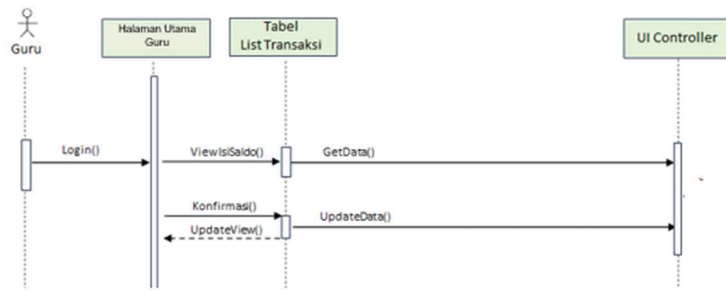 Guru
Halaman Utama
Guru
Tabel
List Transaksi
UI Controller
Login()
ViewIsiSaldo()
GetData()
Konfirmasi()
UpdateData()
UpdateView()